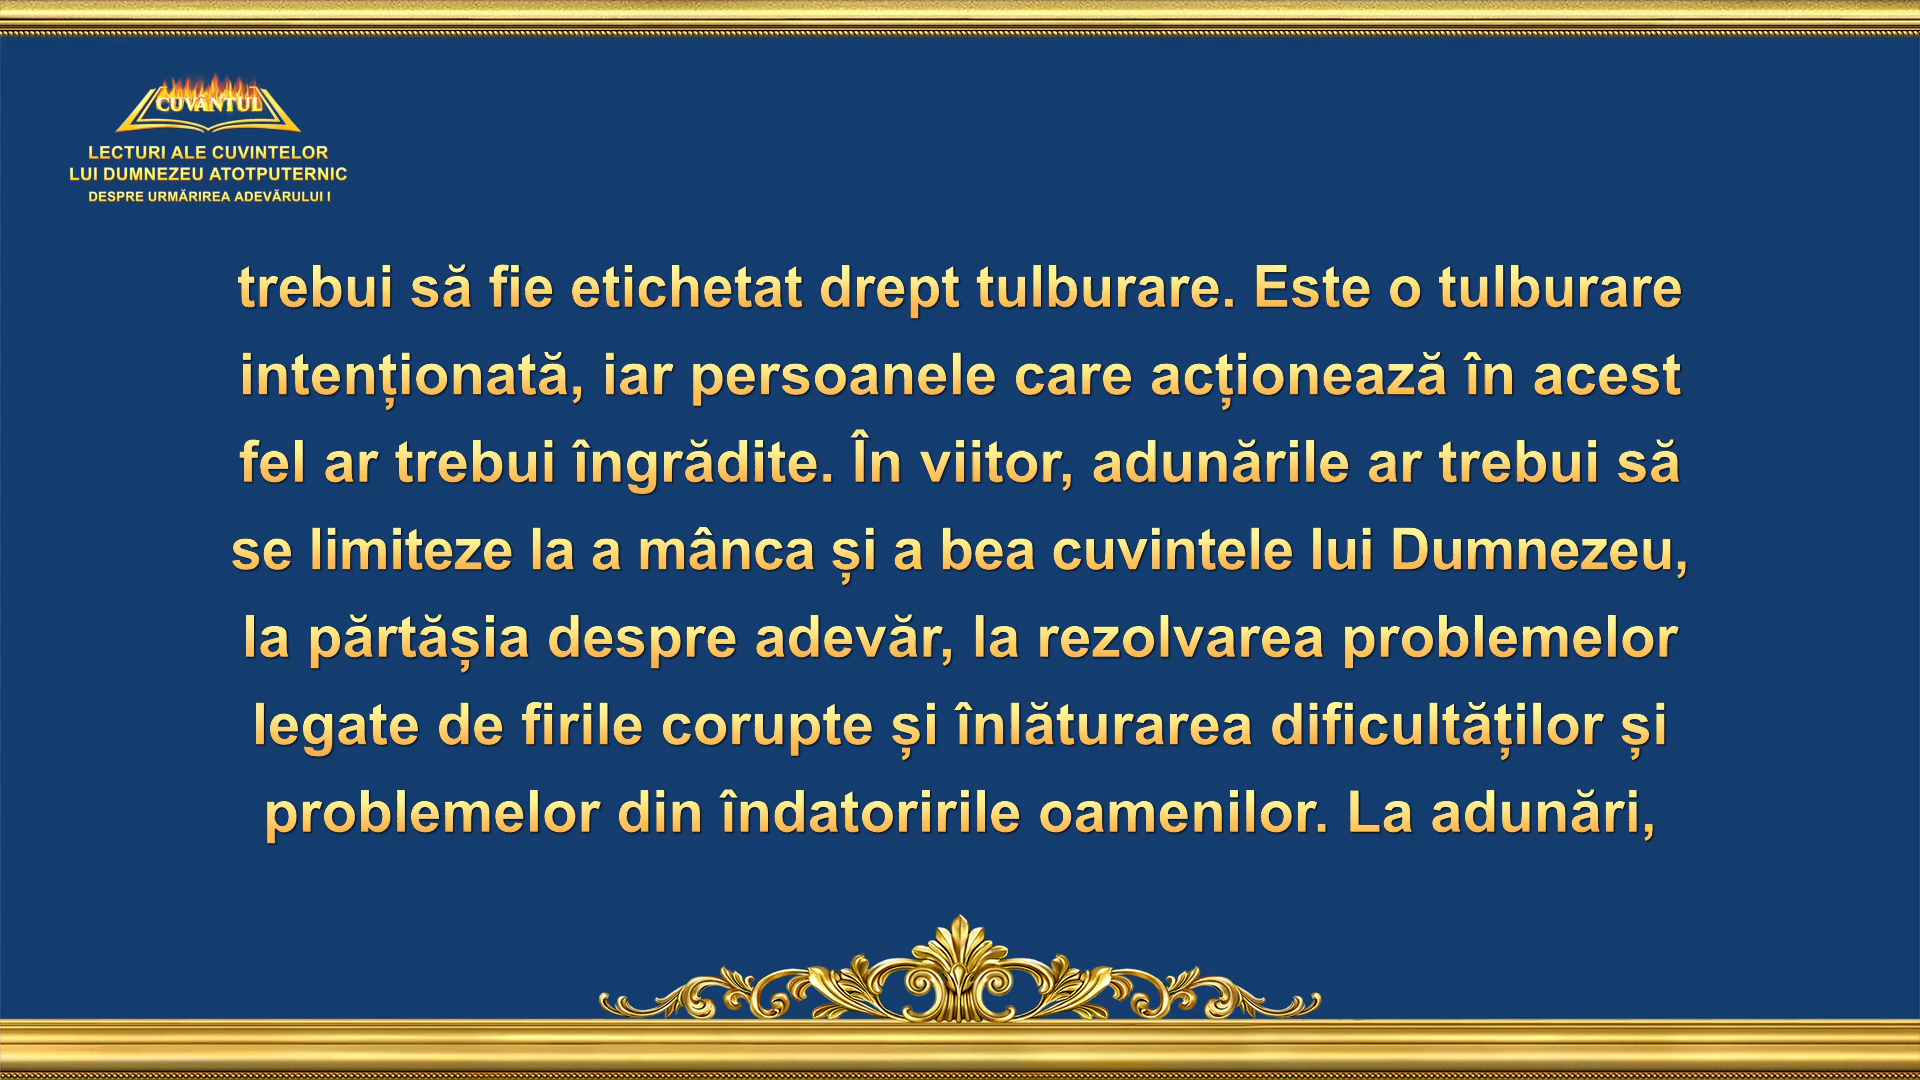 CUVÂNTUL
LECTURI ALE CUVINTELOR
LUI DUMNEZEU ATOTPUTERNIC
DESPRE URMĂRIREA ADEVĂRULUI I
trebui să fie etichetat drept tulburare. Este o tulburare
intenționată, iar persoanele care acționează în acest
fel ar trebui îngrădite. În viitor, adunările ar trebui să
se limiteze la a mânca și a bea cuvintele lui Dumnezeu,
la părtășia despre adevăr, la rezolvarea problemelor
legate de firile corupte și înlăturarea dificultăților și
problemelor din îndatoririle oamenilor. La adunări,